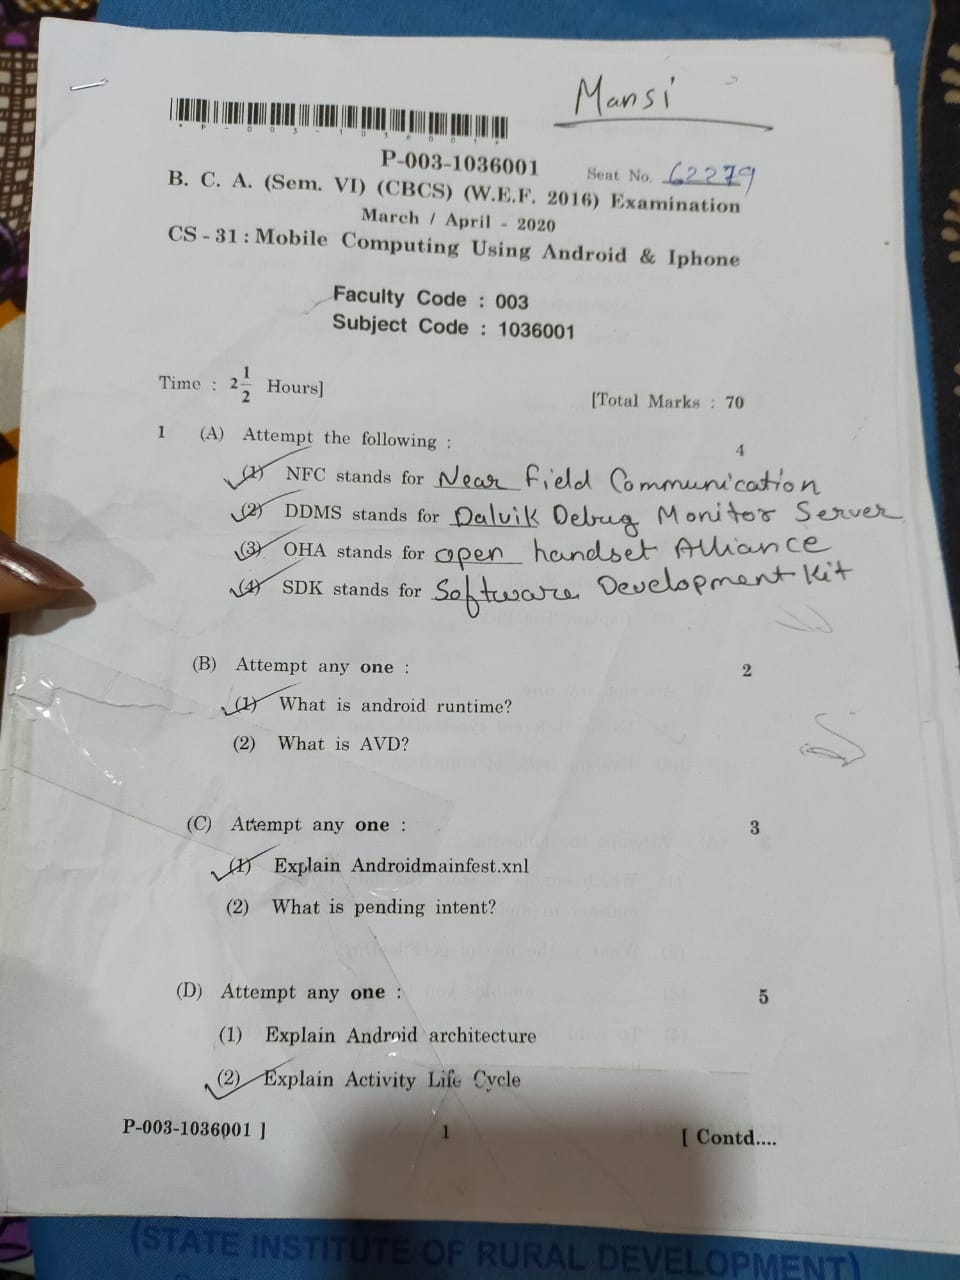 Mansi
P-003-1036001
Seat No. 62279
B. C. A. (Sem. VI) (CBCS) (W.E.F. 2016) Examination
March / April - 2020
CS - 31 : Mobile Computing Using Android & Iphone
Faculty Code : 003
Subject Code : 1036001
Time : 2 1/2 Hours]
[Total Marks : 70
1 (A) Attempt the following : 4
(1) NFC stands for Near field Communication
(2) DDMS stands for Dalvik Debug Monitor Server
(3) OHA stands for open handset Alliance
(4) SDK stands for Software Development Kit
(B) Attempt any one : 2
(1) What is android runtime?
(2) What is AVD?
(C) Attempt any one : 3
(1) Explain Androidmainfest.xnl
(2) What is pending intent?
(D) Attempt any one : 5
(1) Explain Android architecture
(2) Explain Activity Life Cycle
P-003-1036001 ] 1 [ Contd....
(STATE INSTITUTE OF RURAL DEVELOPMENT)